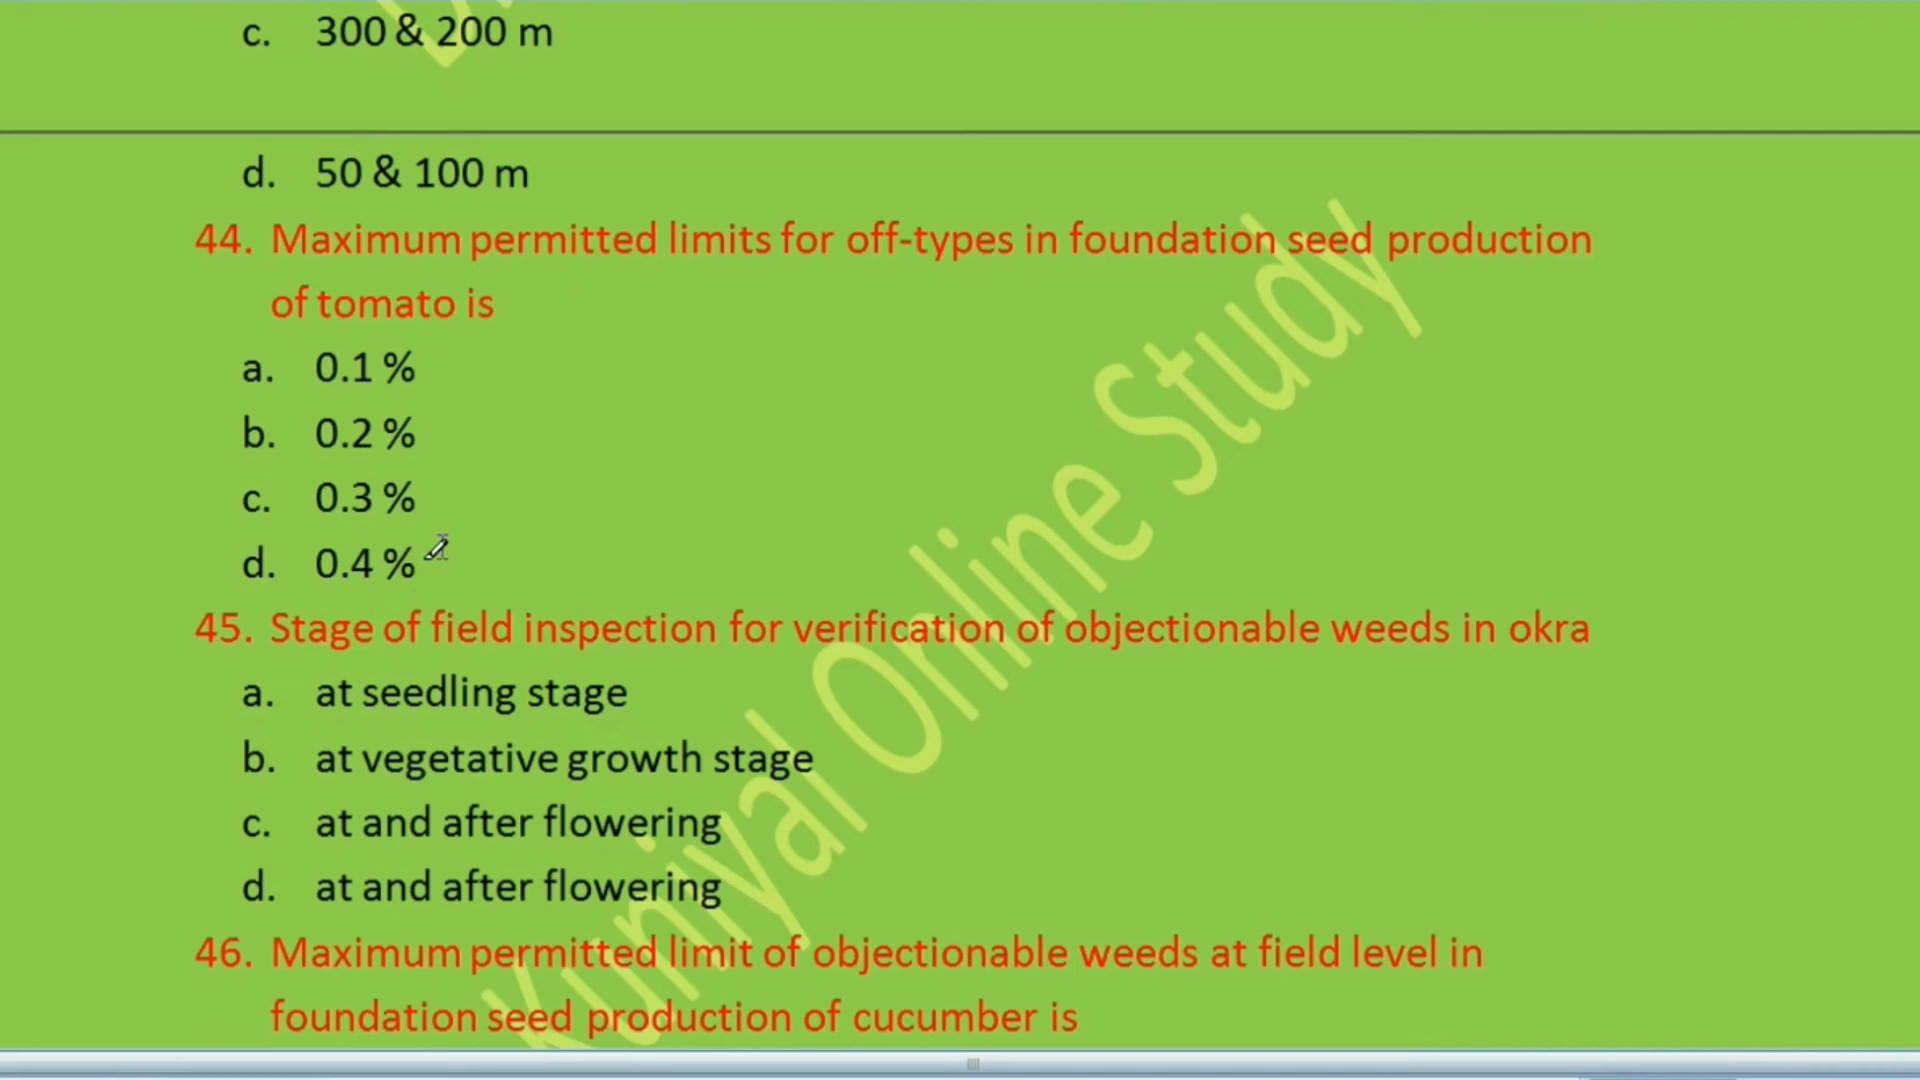 c. 300 & 200 m
d. 50 & 100 m
44. Maximum permitted limits for off-types in foundation seed production
of tomato is
a. 0.1 %
b. 0.2 %
c. 0.3 %
d. 0.4 %
45. Stage of field inspection for verification of objectionable weeds in okra
a. at seedling stage
b. at vegetative growth stage
c. at and after flowering
d. at and after flowering
46. Maximum permitted limit of objectionable weeds at field level in
foundation seed production of cucumber is
Kuniyal Online Study